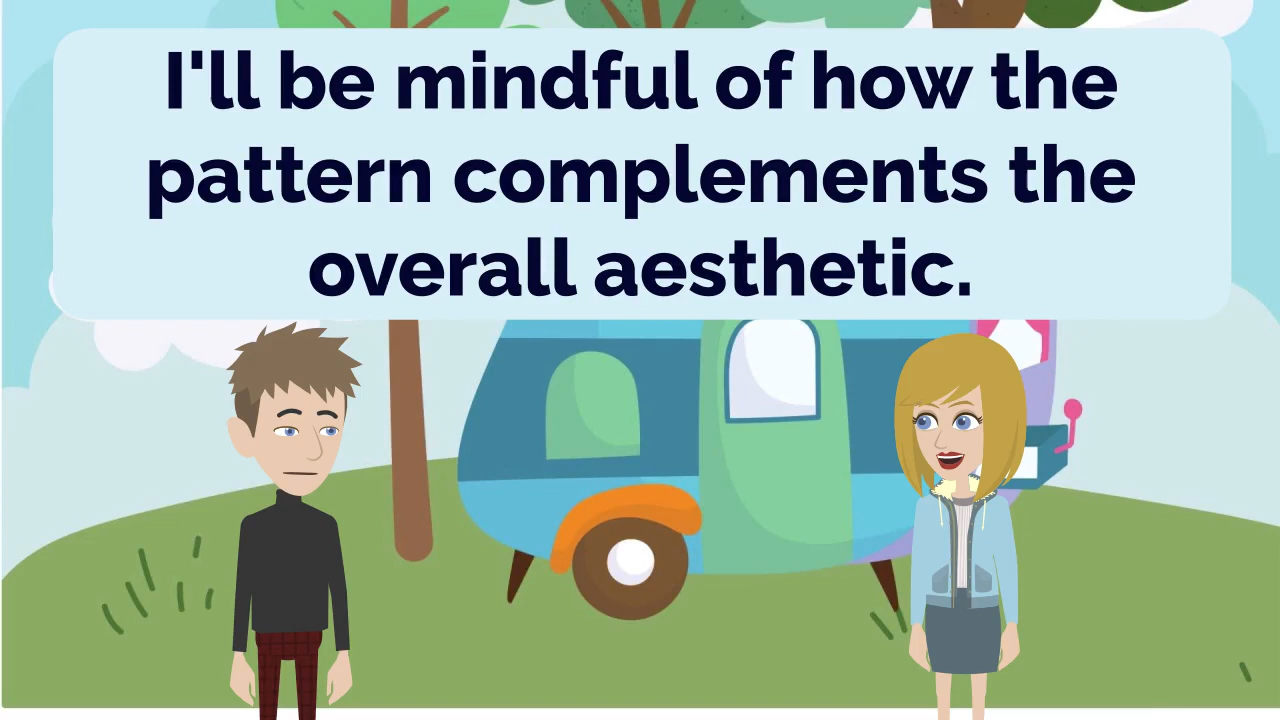 I'll be mindful of how the
pattern complements the
overall aesthetic.